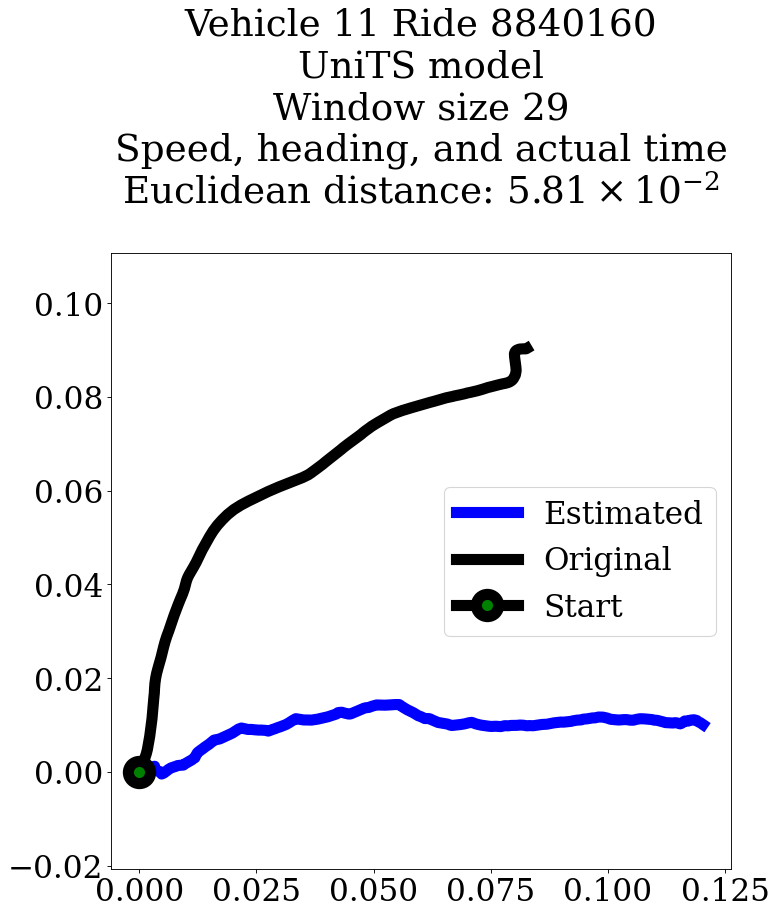 Vehicle 11 Ride 8840160
UniTS model
Window size 29
Speed, heading, and actual time
Euclidean distance: 5.81 × 10⁻²
0.10
0.08
0.06
0.04
0.02
0.00
−0.02
Estimated
Original
Start
0.000 0.025 0.050 0.075 0.100 0.125